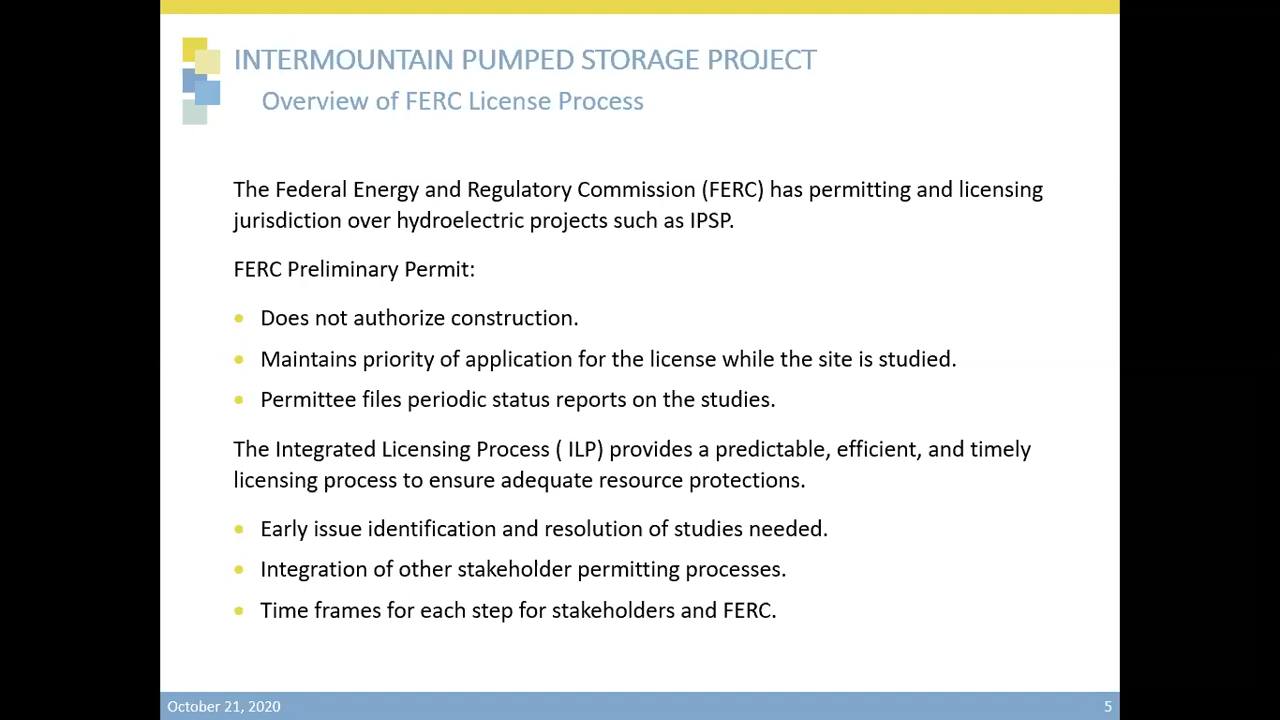 INTERMOUNTAIN PUMPED STORAGE PROJECT
Overview of FERC License Process
The Federal Energy and Regulatory Commission (FERC) has permitting and licensing
jurisdiction over hydroelectric projects such as IPSP.
FERC Preliminary Permit:
• Does not authorize construction.
• Maintains priority of application for the license while the site is studied.
• Permittee files periodic status reports on the studies.
The Integrated Licensing Process ( ILP) provides a predictable, efficient, and timely
licensing process to ensure adequate resource protections.
• Early issue identification and resolution of studies needed.
• Integration of other stakeholder permitting processes.
• Time frames for each step for stakeholders and FERC.
October 21, 2020
5